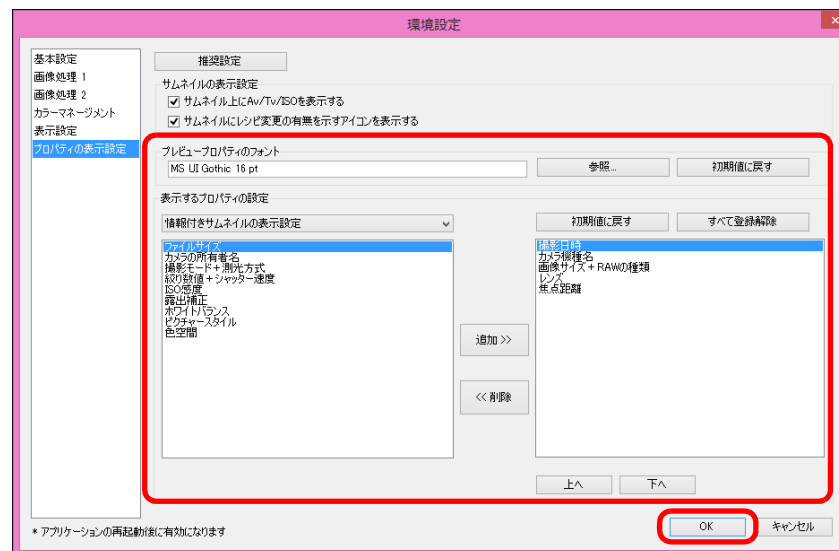 環境設定
基本設定
画像処理 1
画像処理 2
カラーマネージメント
表示設定
プロパティの表示設定
推奨設定
サムネイルの表示設定
サムネイル上にAv/Tv/ISOを表示する
サムネイルにレシピ変更の有無を示すアイコンを表示する
プレビュープロパティのフォント
MS UI Gothic 16 pt
参照...
初期値に戻す
表示するプロパティの設定
情報付きサムネイルの表示設定
初期値に戻す
すべて登録解除
ファイルサイズ
カメラの所有者名
撮影モード + 測光方式
絞り数値 + シャッター速度
ISO感度
露出補正
ホワイトバランス
ピクチャースタイル
色空間
追加 >>
<< 削除
撮影日時
カメラ機種名
画像サイズ + RAWの種類
レンズ
焦点距離
上へ
下へ
* アプリケーションの再起動後に有効になります
OK
キャンセル